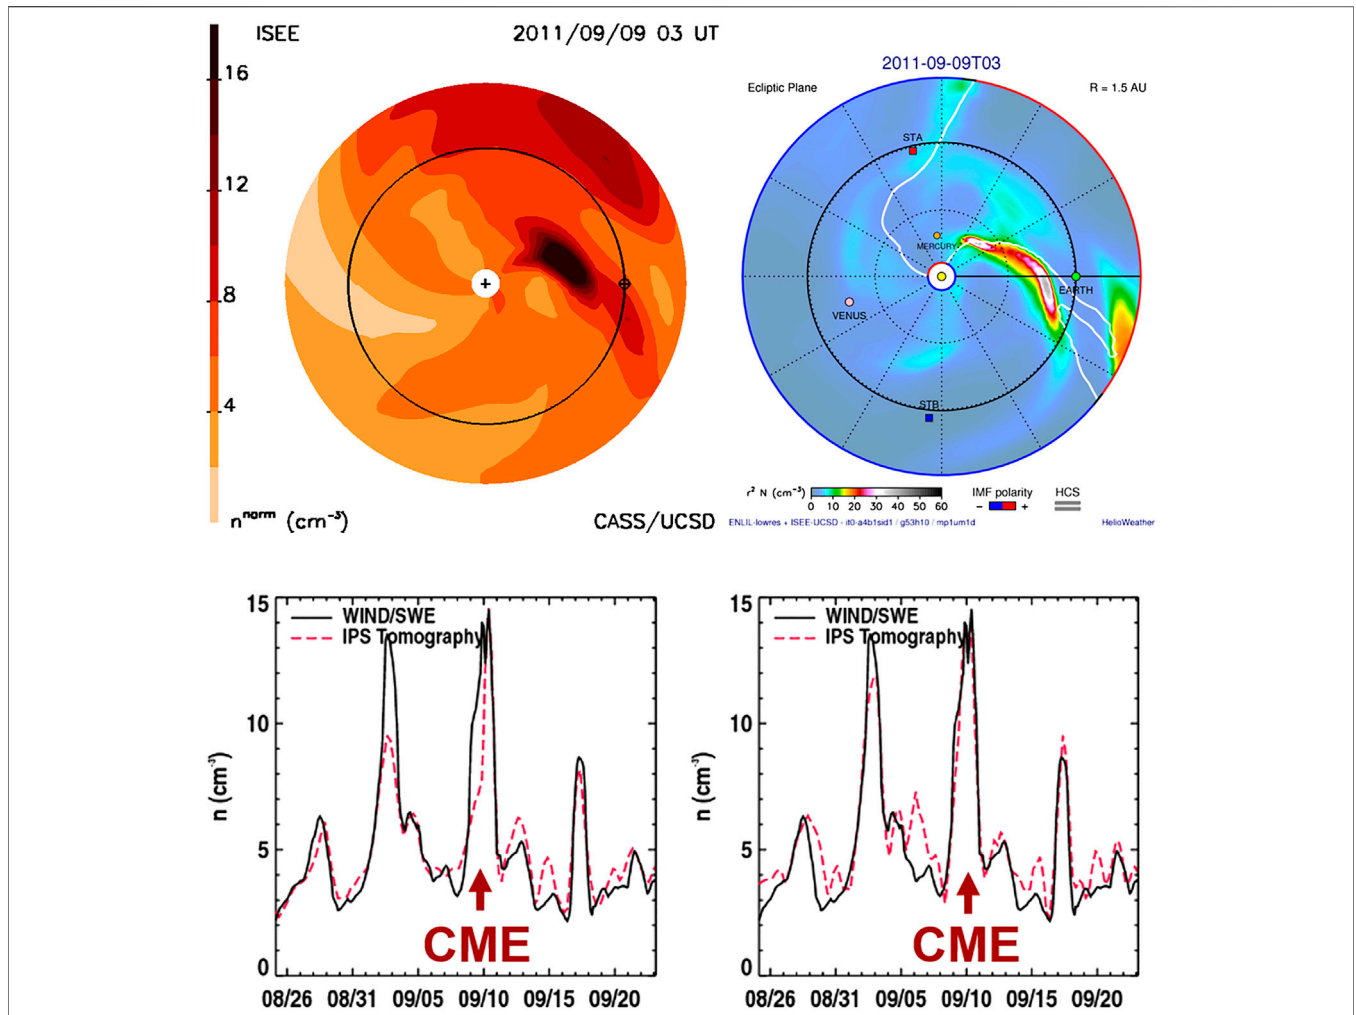 ISEE
2011/09/09 03 UT
16
12
8
4
n^norm (cm⁻³)
CASS/UCSD
2011-09-09T03
Ecliptic Plane
R = 1.5 AU
STA
MERCURY
EARTH
VENUS
STB
r² N (cm⁻³)
0 10 20 30 40 50 60
IMF polarity
− +
HCS
ENLIL-lowres + ISEE-UCSD - it0-a4b1sid1 / g53h10 / mp1um1d
HelioWeather
15
10
5
0
n (cm⁻³)
WIND/SWE
IPS Tomography
CME
08/26 08/31 09/05 09/10 09/15 09/20
15
10
5
0
n (cm⁻³)
WIND/SWE
IPS Tomography
CME
08/26 08/31 09/05 09/10 09/15 09/20